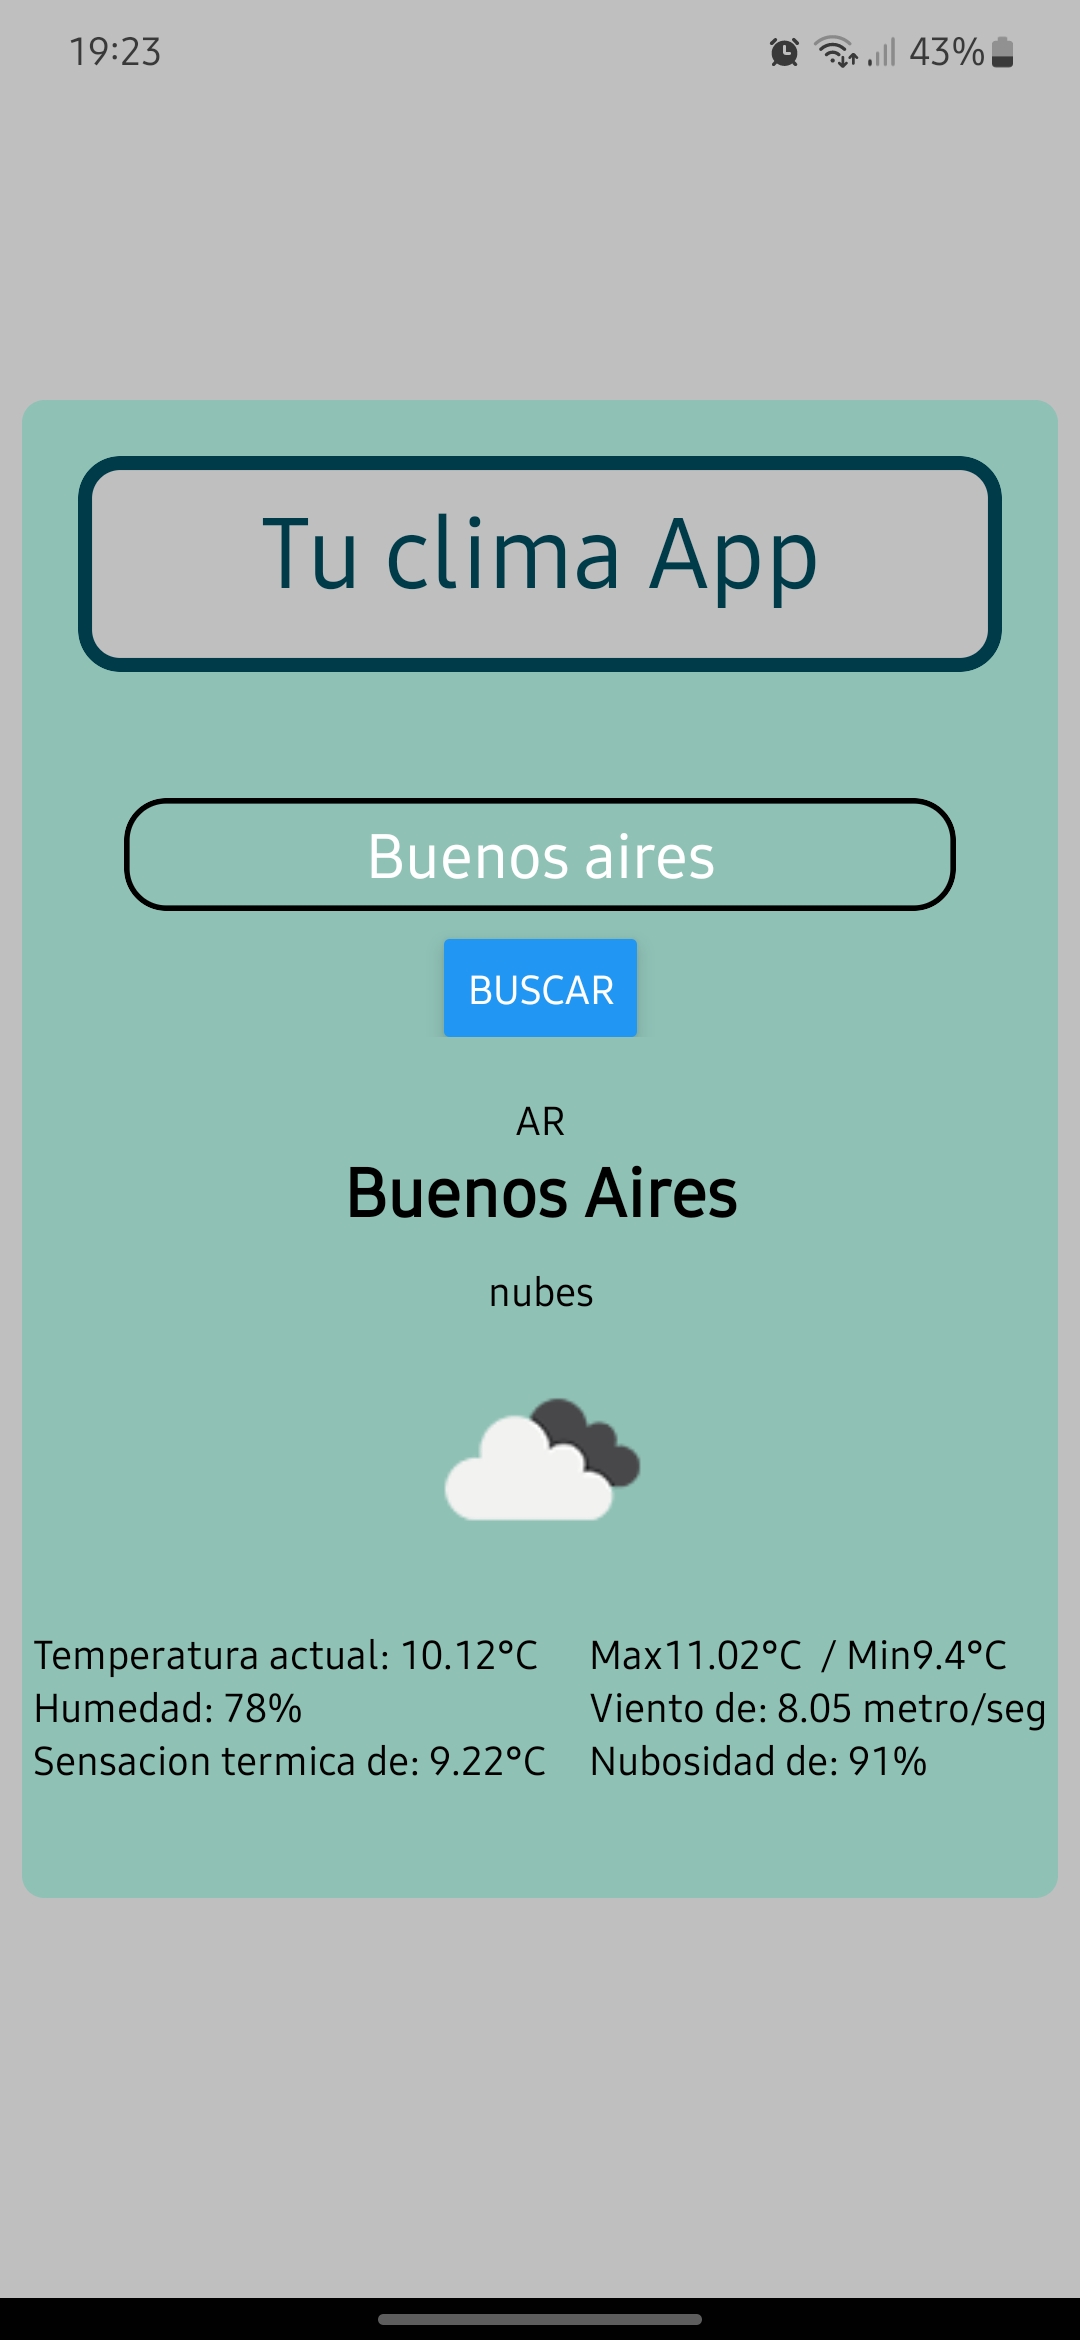 19:23 43%
Tu clima App
Buenos aires
BUSCAR
AR
Buenos Aires
nubes
Temperatura actual: 10.12°C Max11.02°C / Min9.4°C
Humedad: 78% Viento de: 8.05 metro/seg
Sensacion termica de: 9.22°C Nubosidad de: 91%